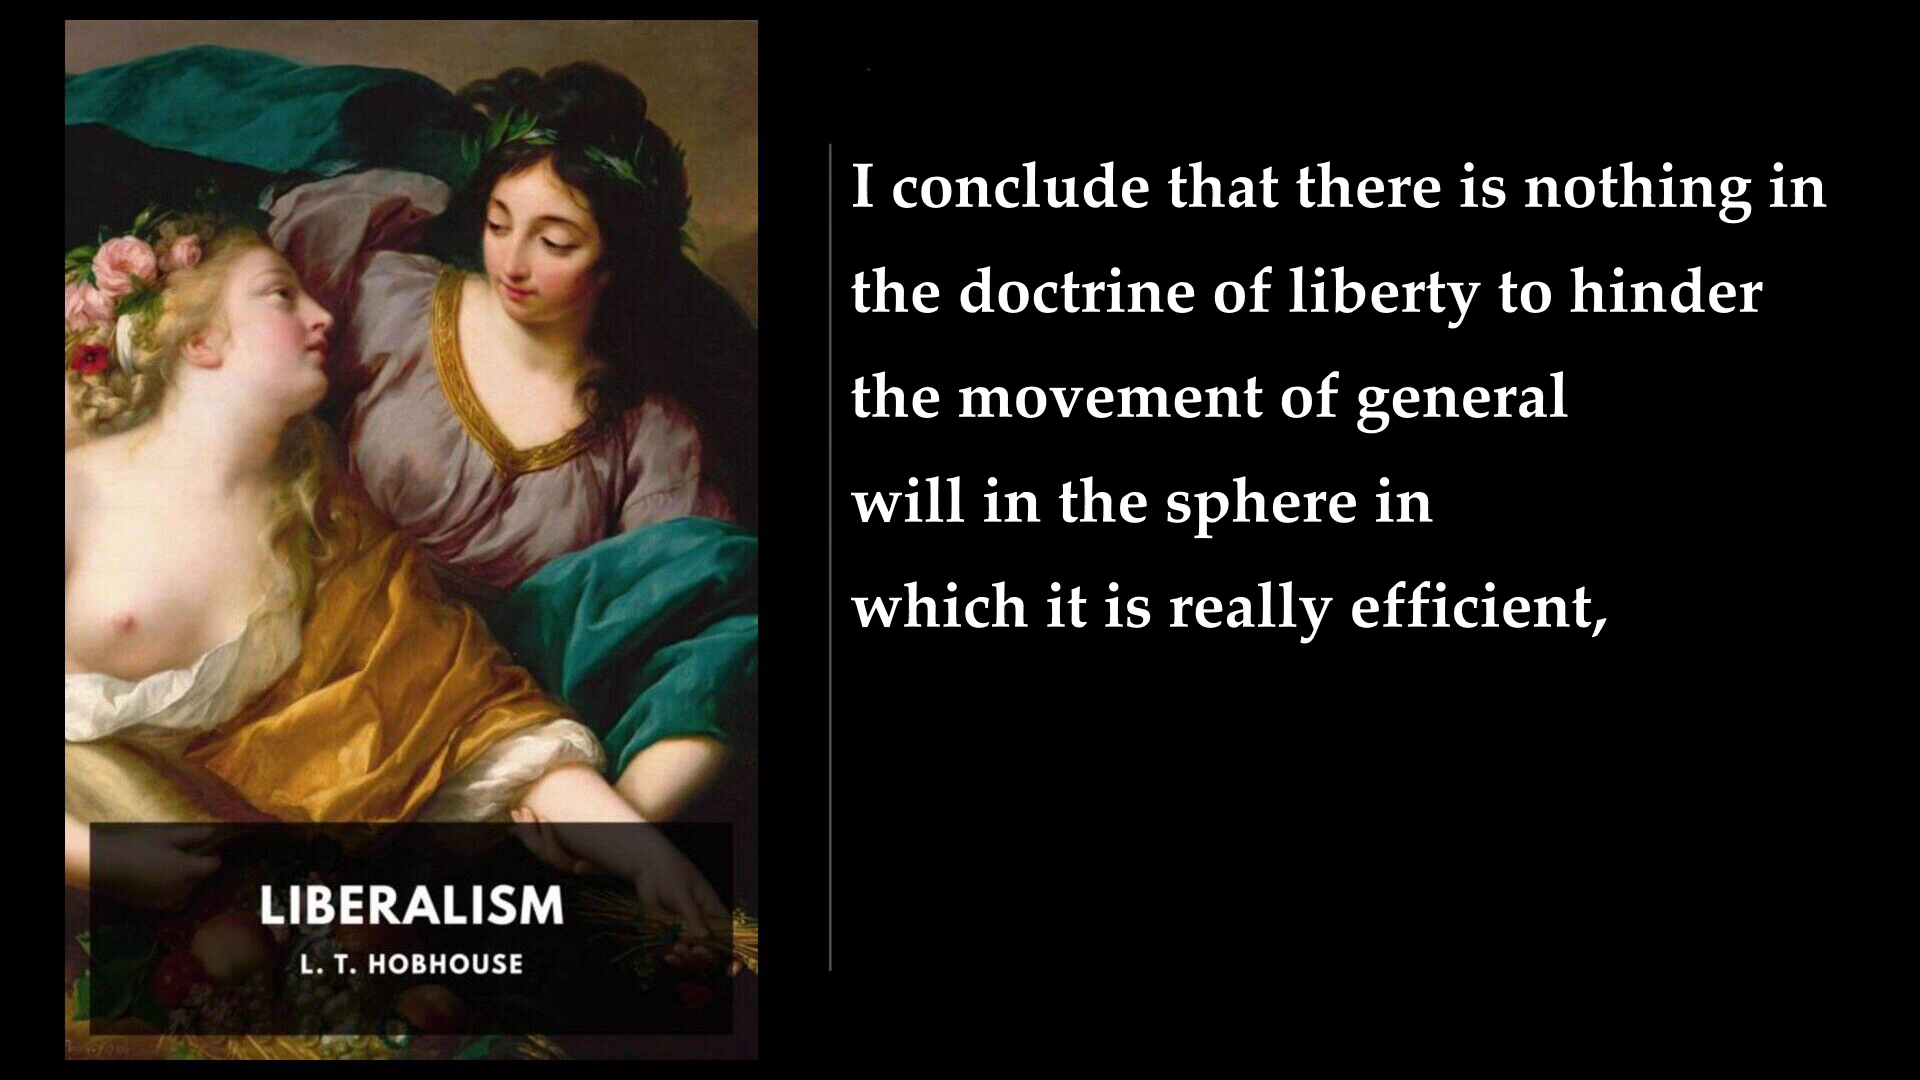 I conclude that there is nothing in
the doctrine of liberty to hinder
the movement of general
will in the sphere in
which it is really efficient,
LIBERALISM
L. T. HOBHOUSE